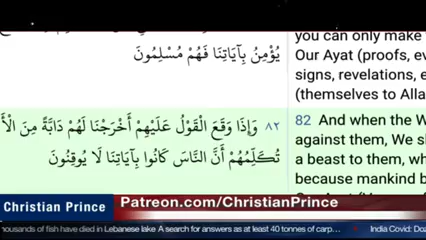 you can only make
Our Ayat (proofs, ev
يُؤْمِنُ بِآيَاتِنَا فَهُمْ مُسْلِمُونَ
signs, revelations, e
(themselves to Alla
٨٢ وَإِذَا وَقَعَ الْقَوْلُ عَلَيْهِمْ أَخْرَجْنَا لَهُمْ دَابَّةً مِنَ الْأَ
82 And when the W
against them, We sh
تُكَلِّمُهُمْ أَنَّ النَّاسَ كَانُوا بِآيَاتِنَا لَا يُوقِنُونَ
a beast to them, wh
because mankind b
Christian Prince
Patreon.com/ChristianPrince
housands of fish have died in Lebanese lake A search for answers as at least 40 tonnes of carp...
India Covid: Doz